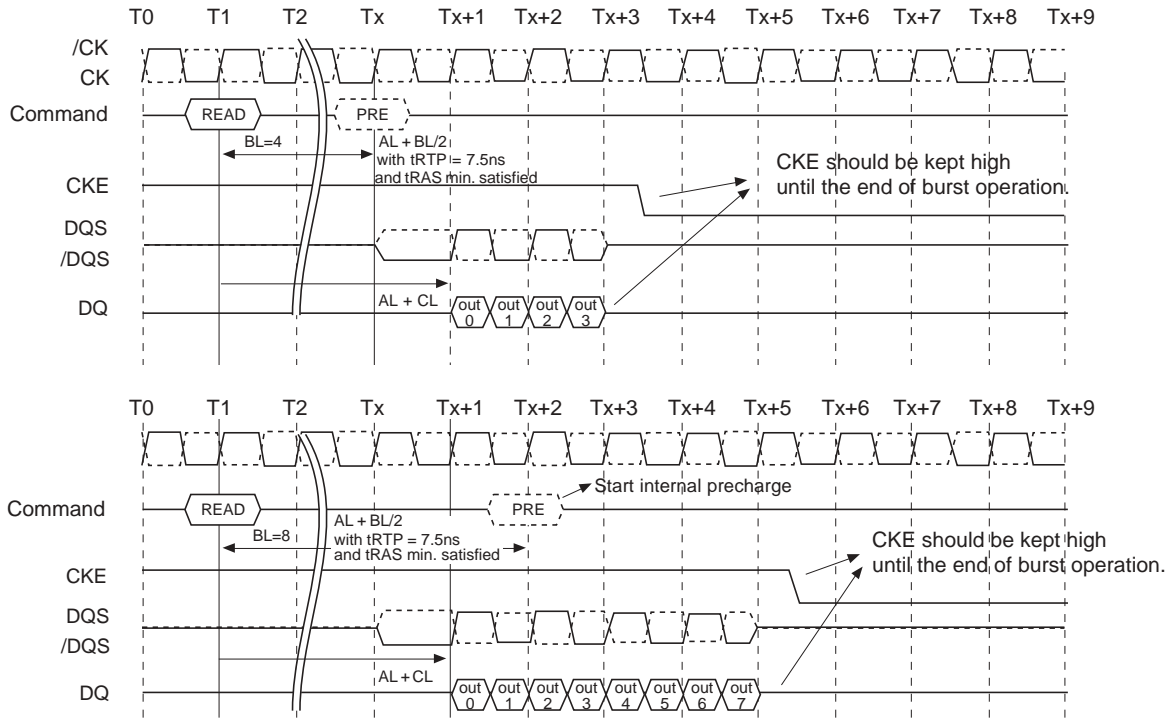 T0 T1 T2 Tx Tx+1 Tx+2 Tx+3 Tx+4 Tx+5 Tx+6 Tx+7 Tx+8 Tx+9
/CK
CK
Command READ PRE
BL=4 AL + BL/2
with tRTP = 7.5ns
and tRAS min. satisfied
CKE should be kept high
until the end of burst operation.
CKE
DQS
/DQS
AL + CL
DQ out 0 out 1 out 2 out 3
T0 T1 T2 Tx Tx+1 Tx+2 Tx+3 Tx+4 Tx+5 Tx+6 Tx+7 Tx+8 Tx+9
Start internal precharge
Command READ PRE
BL=8 AL + BL/2
with tRTP = 7.5ns
and tRAS min. satisfied
CKE should be kept high
until the end of burst operation.
CKE
DQS
/DQS
AL+CL
DQ out 0 out 1 out 2 out 3 out 4 out 5 out 6 out 7